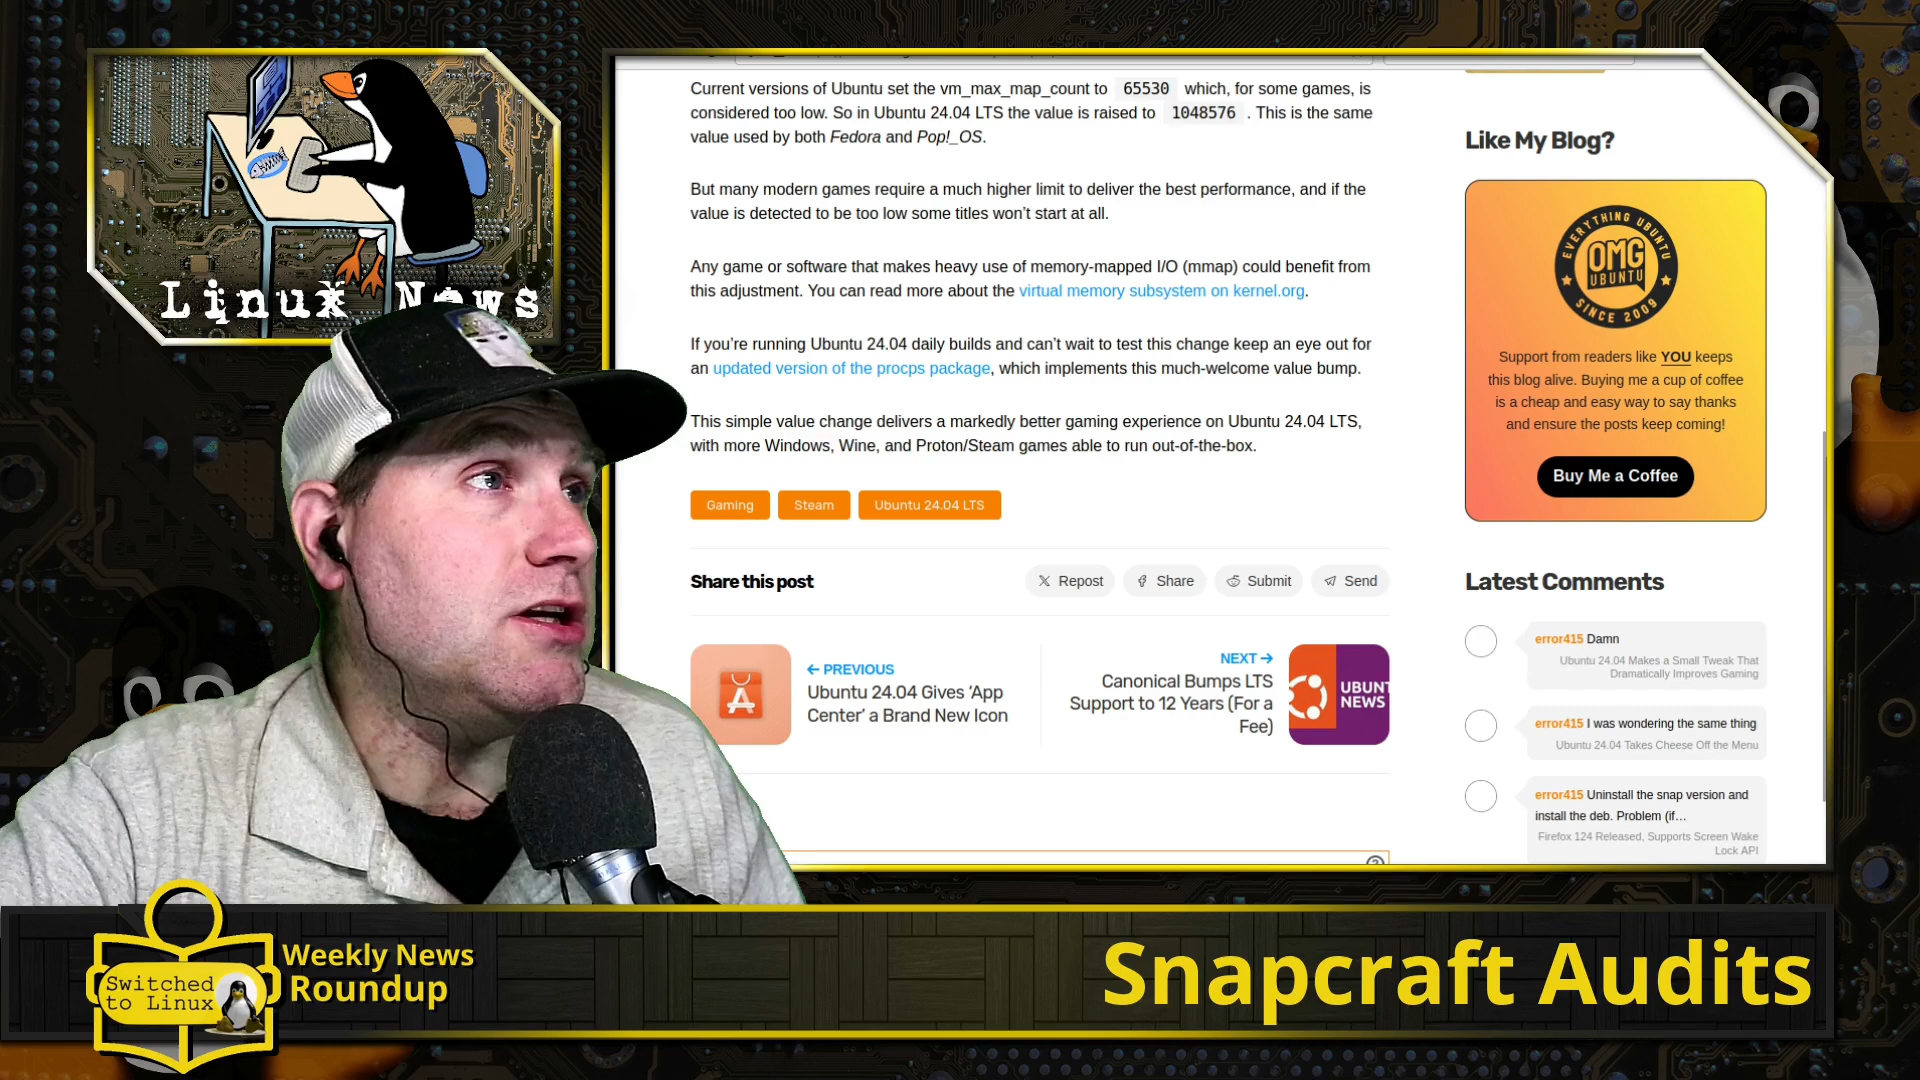 Linux News
Current versions of Ubuntu set the vm_max_map_count to 65530 which, for some games, is
considered too low. So in Ubuntu 24.04 LTS the value is raised to 1048576 . This is the same
value used by both Fedora and Pop!_OS.
But many modern games require a much higher limit to deliver the best performance, and if the
value is detected to be too low some titles won’t start at all.
Any game or software that makes heavy use of memory-mapped I/O (mmap) could benefit from
this adjustment. You can read more about the virtual memory subsystem on kernel.org.
If you’re running Ubuntu 24.04 daily builds and can’t wait to test this change keep an eye out for
an updated version of the procps package, which implements this much-welcome value bump.
This simple value change delivers a markedly better gaming experience on Ubuntu 24.04 LTS,
with more Windows, Wine, and Proton/Steam games able to run out-of-the-box.
Gaming Steam Ubuntu 24.04 LTS
Share this post
Repost Share Submit Send
← PREVIOUS
Ubuntu 24.04 Gives ‘App
Center’ a Brand New Icon
NEXT →
Canonical Bumps LTS
Support to 12 Years (For a
Fee)
UBUNT
NEWS
Like My Blog?
EVERYTHING UBUNTU
OMG
UBUNTU
SINCE 2009
Support from readers like YOU keeps
this blog alive. Buying me a cup of coffee
is a cheap and easy way to say thanks
and ensure the posts keep coming!
Buy Me a Coffee
Latest Comments
error415 Damn
Ubuntu 24.04 Makes a Small Tweak That
Dramatically Improves Gaming
error415 I was wondering the same thing
Ubuntu 24.04 Takes Cheese Off the Menu
error415 Uninstall the snap version and
install the deb. Problem (if...
Firefox 124 Released, Supports Screen Wake
Lock API
Switched
to Linux
Weekly News
Roundup
Snapcraft Audits